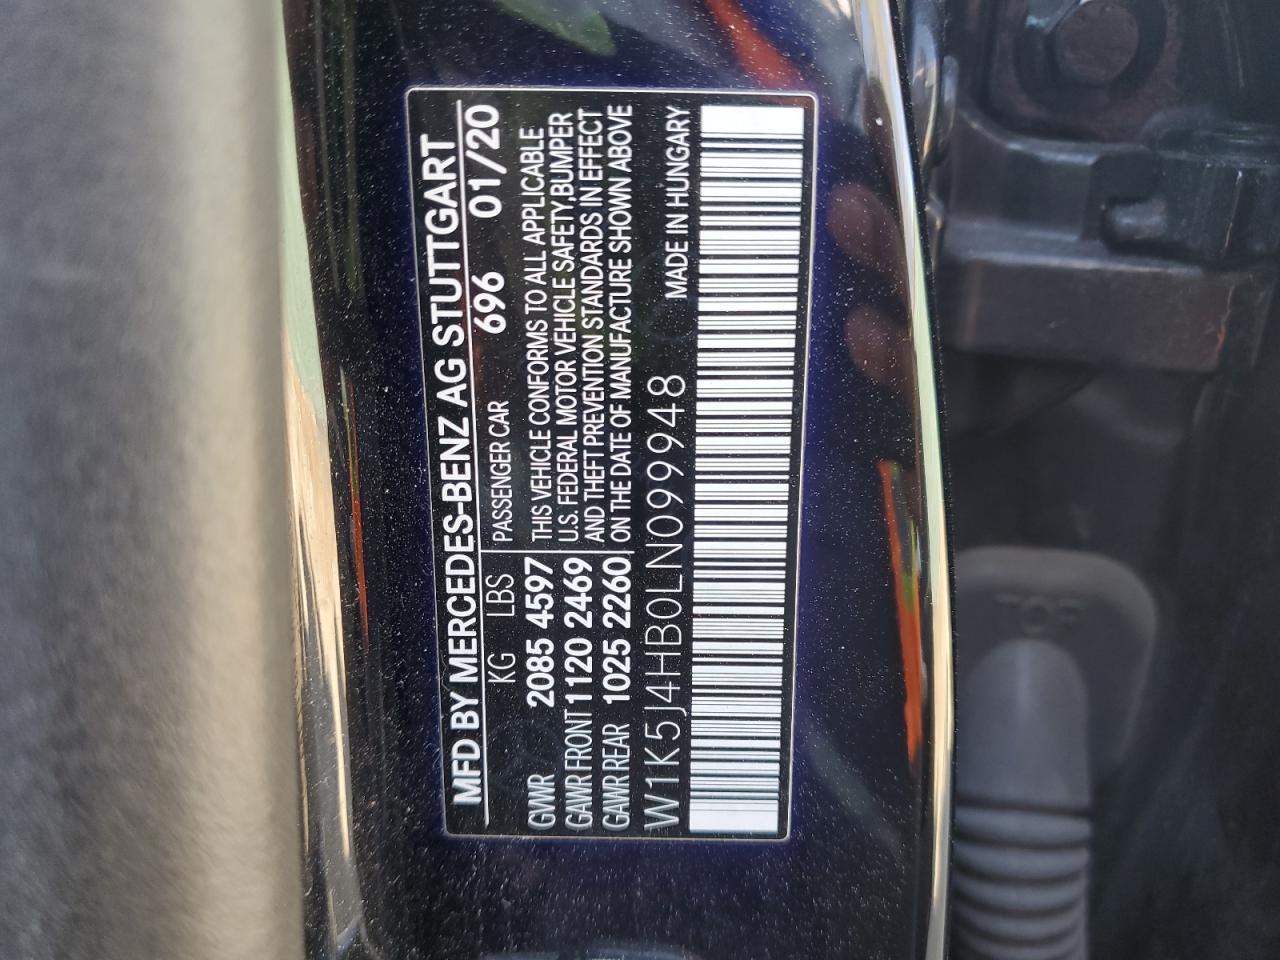 MFD BY MERCEDES-BENZ AG STUTTGART
KG LBS PASSENGER CAR 696 01/20
GVWR 2085 4597 THIS VEHICLE CONFORMS TO ALL APPLICABLE
GAWR FRONT 1120 2469 U.S. FEDERAL MOTOR VEHICLE SAFETY, BUMPER
GAWR REAR 1025 2260 AND THEFT PREVENTION STANDARDS IN EFFECT
ON THE DATE OF MANUFACTURE SHOWN ABOVE
W1K5J4HB0LN099948 MADE IN HUNGARY
TOP